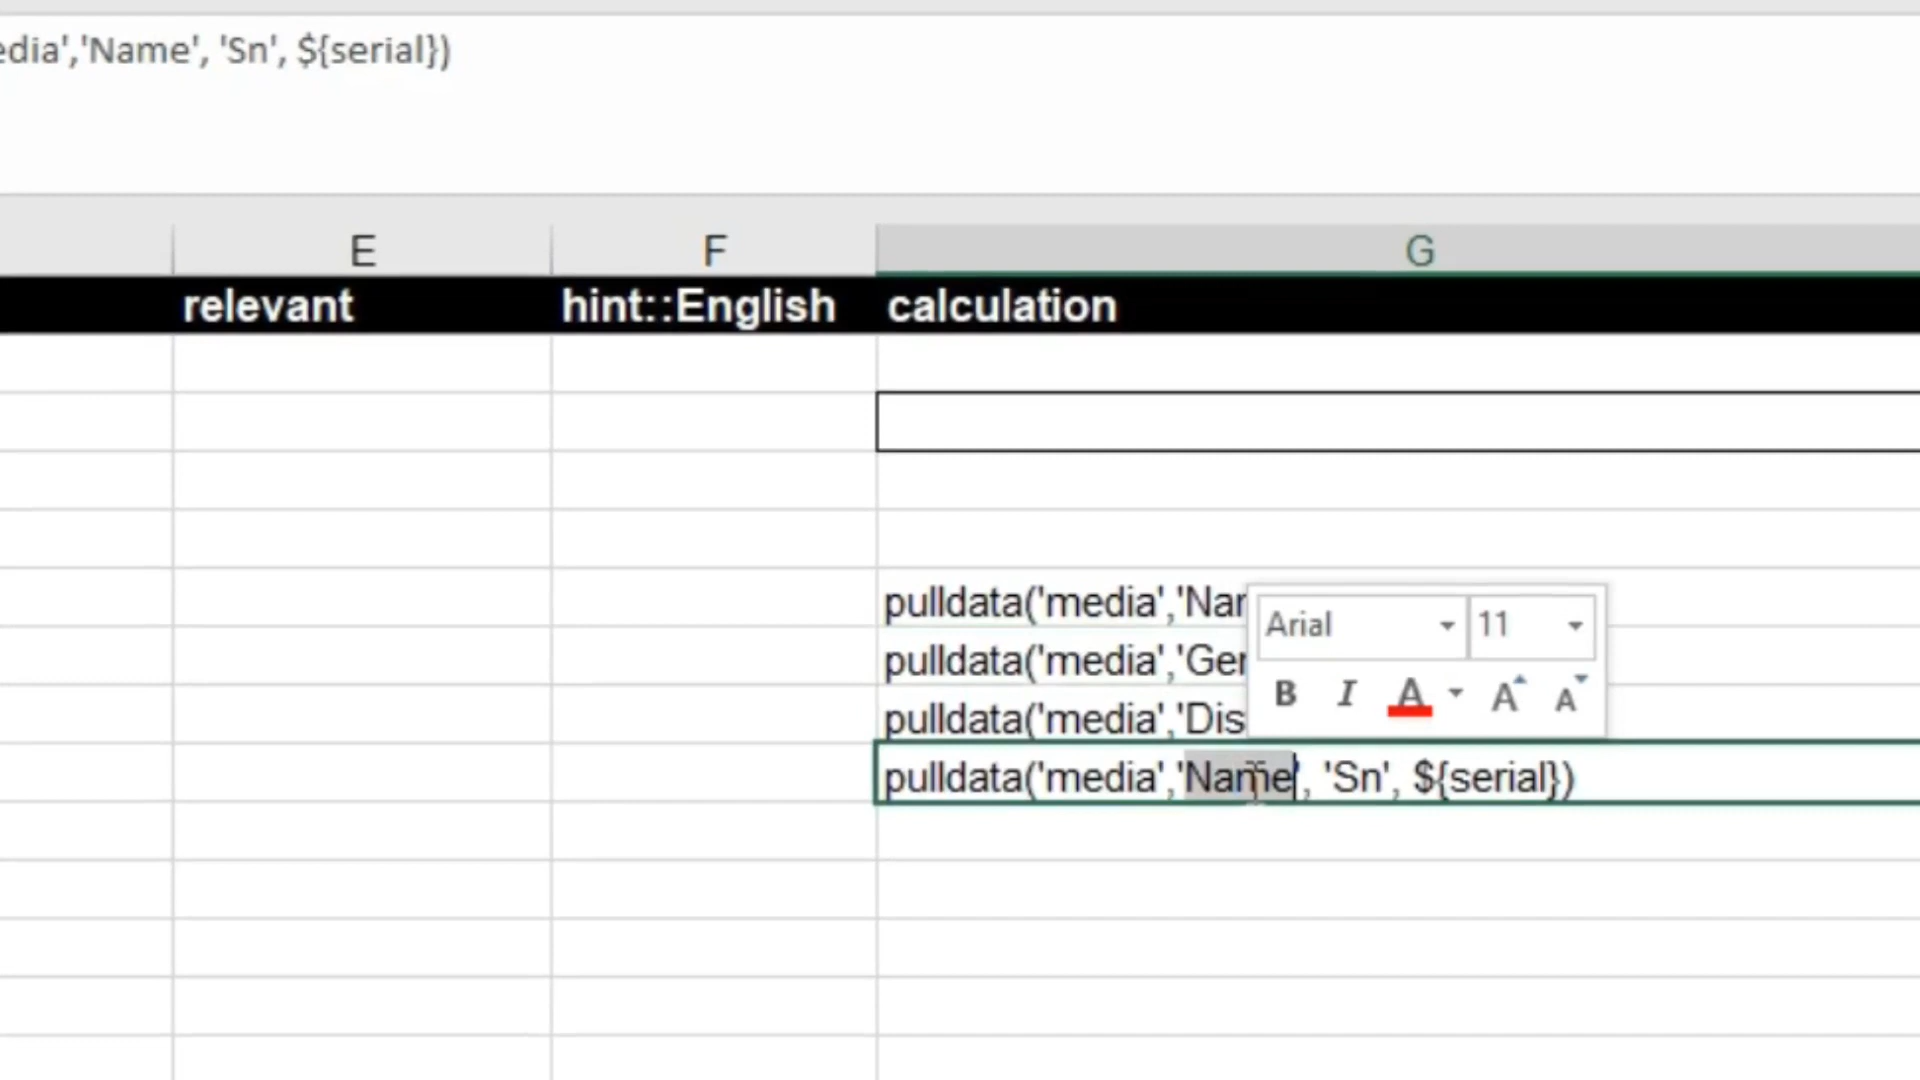 edia','Name', 'Sn', ${serial})
E F G
relevant hint::English calculation
pulldata('media','Nar
Arial 11
pulldata('media','Ger
B I A A A
pulldata('media','Dis
pulldata('media','Name', 'Sn', ${serial})